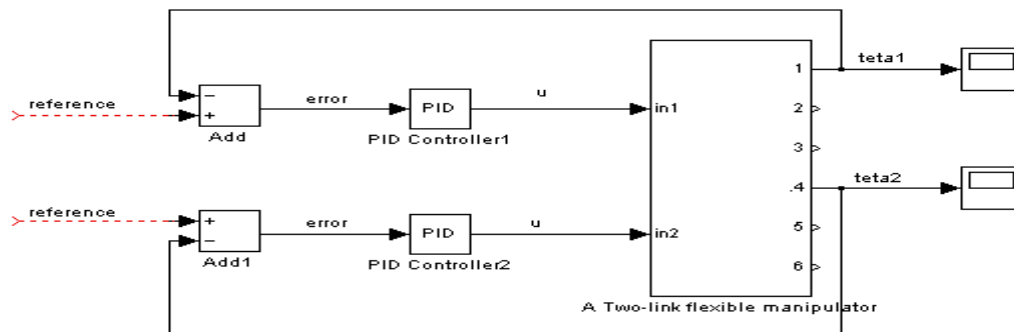 1
teta1
reference
−
+
error
PID
u
in1
2
Add
PID Controller1
3
reference
+
−
error
PID
u
in2
.4
teta2
5
Add1
PID Controller2
6
A Two-link flexible manipulator